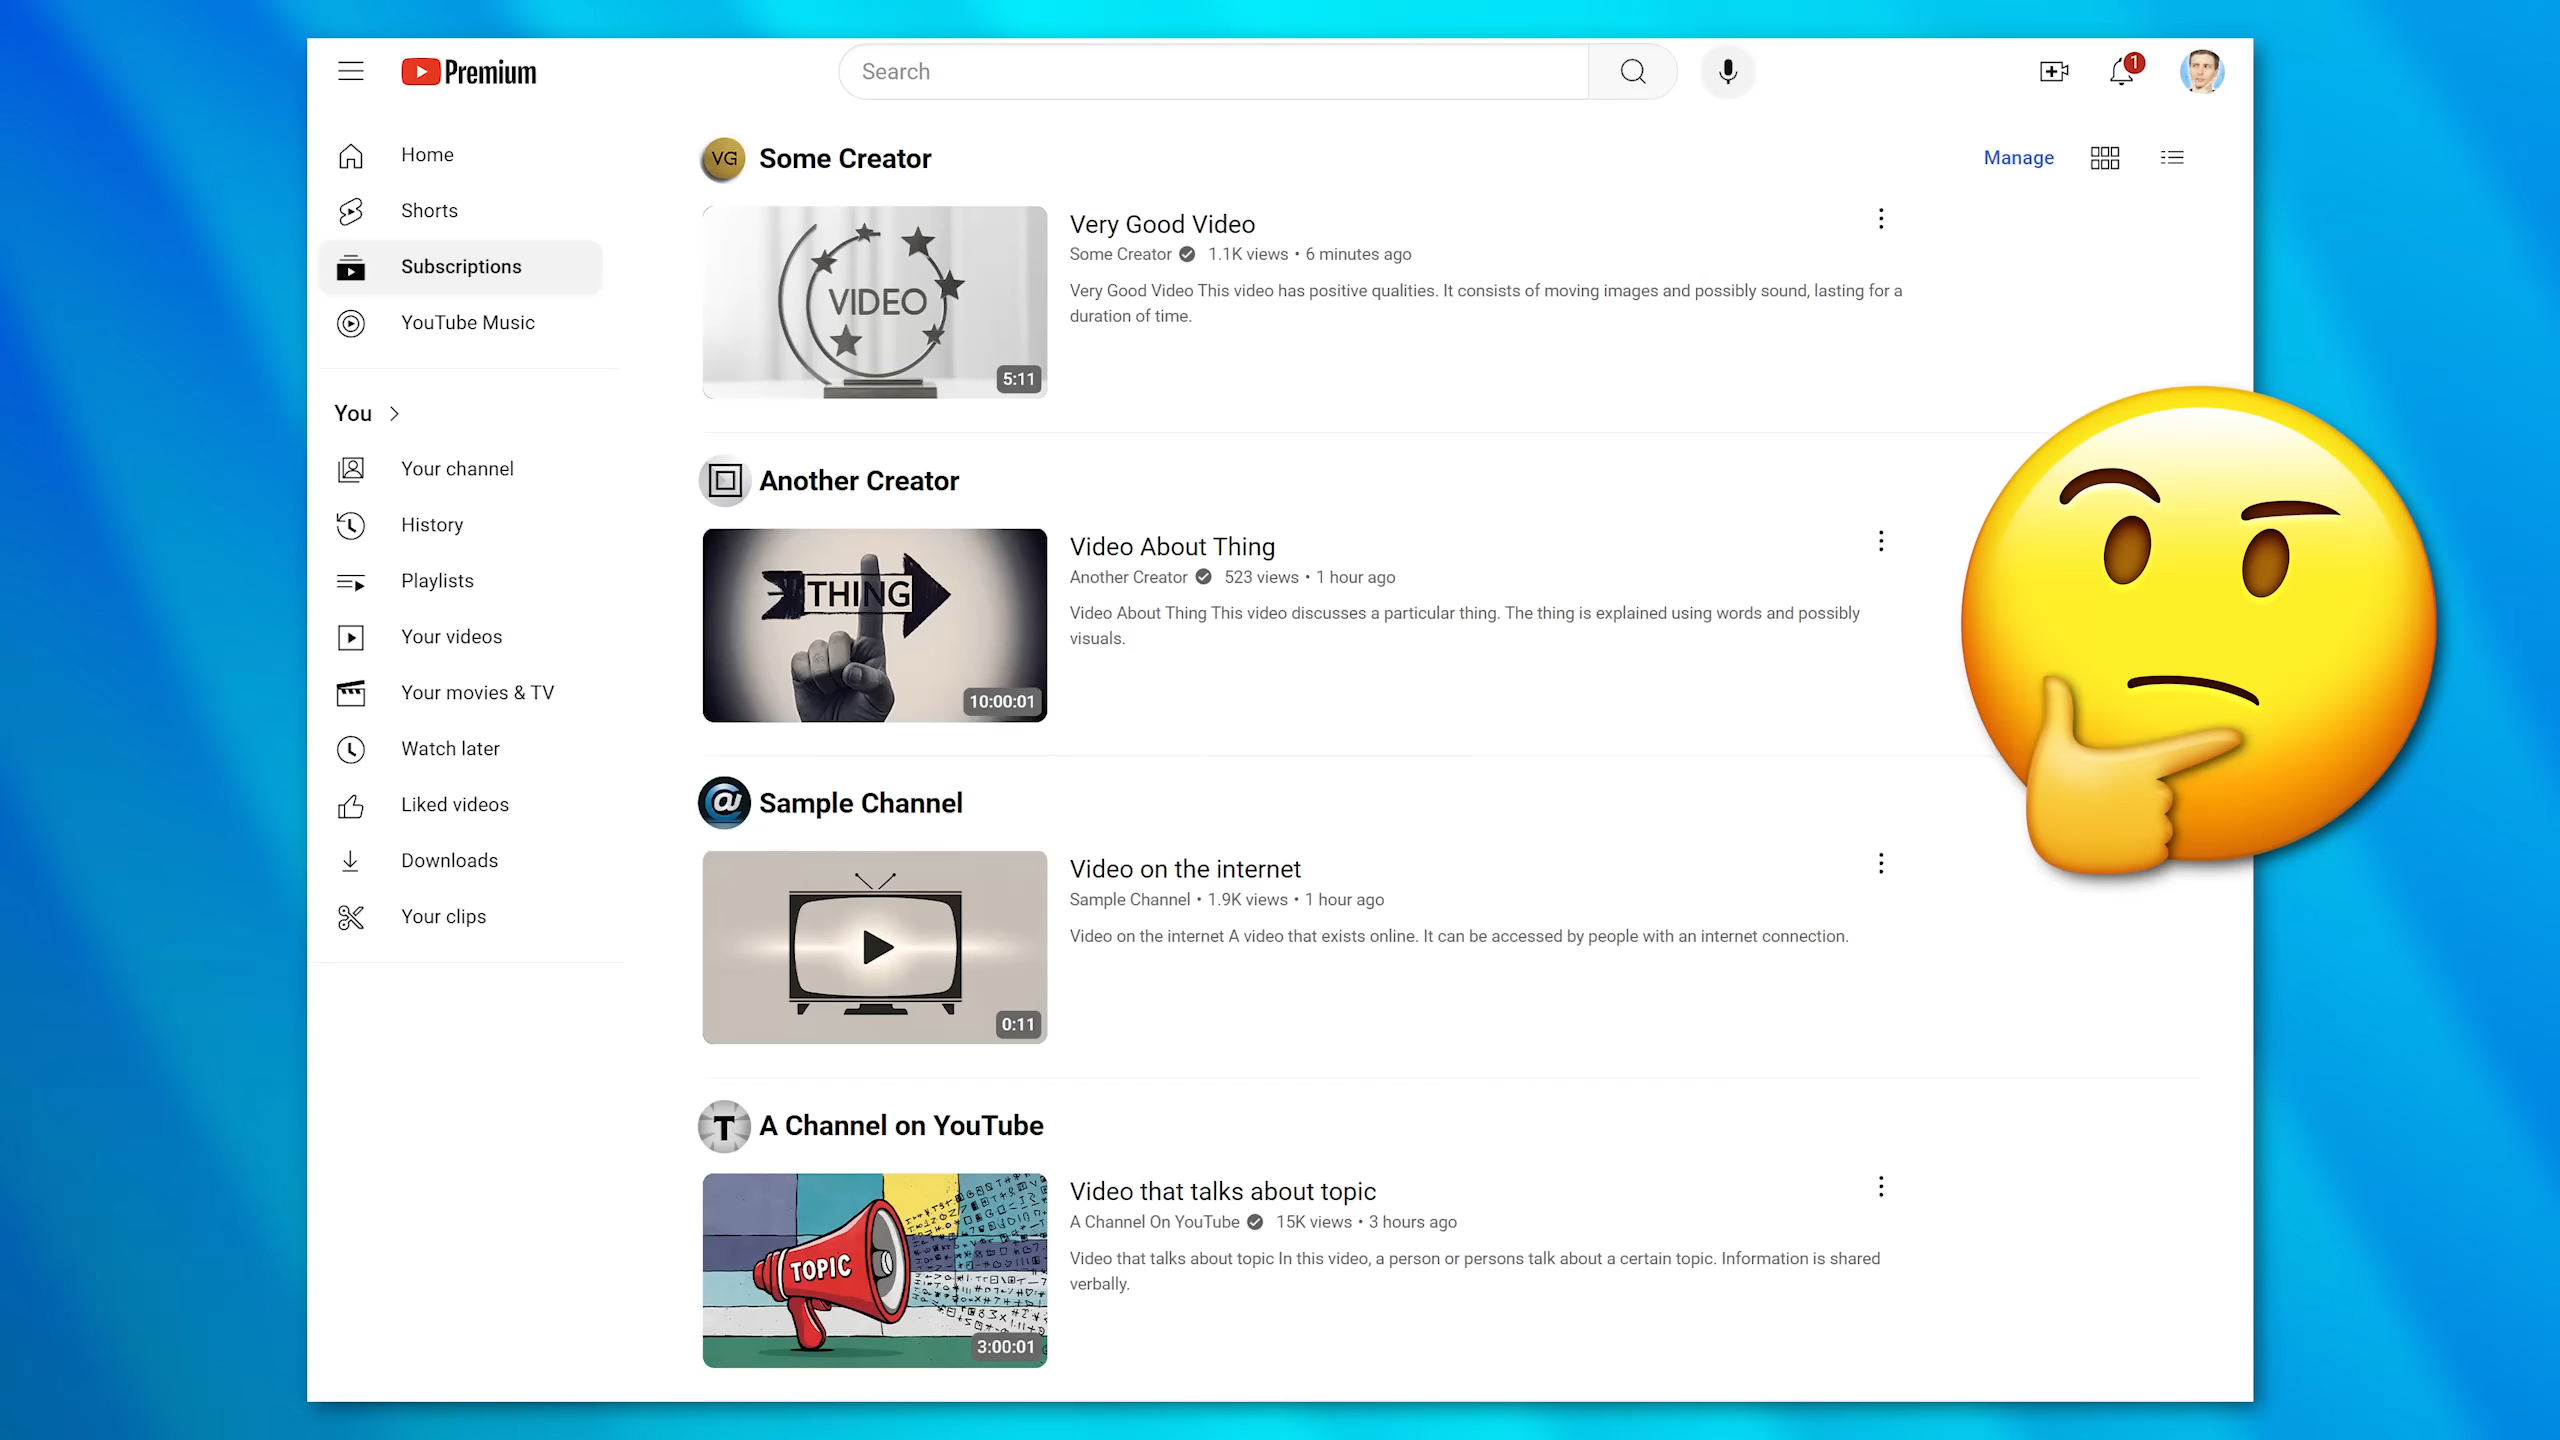 Premium
Search
1
Home
Shorts
Subscriptions
YouTube Music
You
Your channel
History
Playlists
Your videos
Your movies & TV
Watch later
Liked videos
Downloads
Your clips
VG Some Creator
Manage
VIDEO
5:11
Very Good Video
Some Creator 1.1K views • 6 minutes ago
Very Good Video This video has positive qualities. It consists of moving images and possibly sound, lasting for a
duration of time.
Another Creator
THING
10:00:01
Video About Thing
Another Creator 523 views • 1 hour ago
Video About Thing This video discusses a particular thing. The thing is explained using words and possibly
visuals.
@ Sample Channel
0:11
Video on the internet
Sample Channel • 1.9K views • 1 hour ago
Video on the internet A video that exists online. It can be accessed by people with an internet connection.
T A Channel on YouTube
TOPIC
3:00:01
Video that talks about topic
A Channel On YouTube 15K views • 3 hours ago
Video that talks about topic In this video, a person or persons talk about a certain topic. Information is shared
verbally.